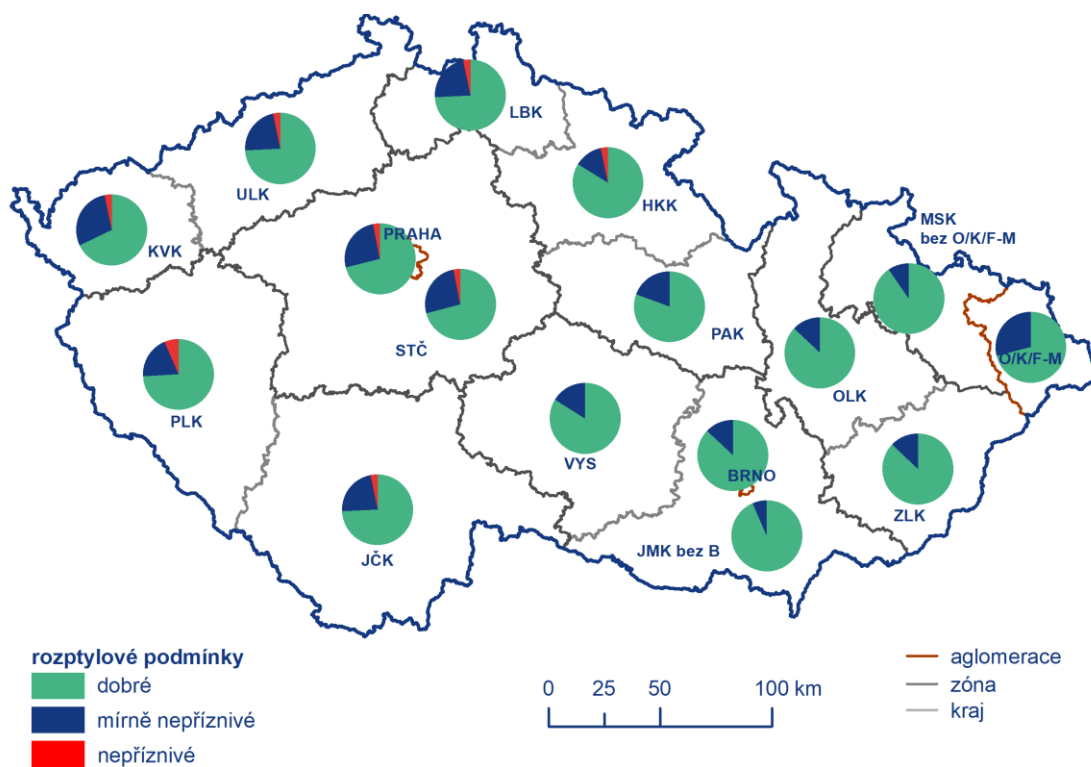 LBK
ULK
HKK
MSK
bez O/K/F-M
KVK
PRAHA
PAK
STČ
O/K/F-M
OLK
PLK
VYS
BRNO
ZLK
JČK
JMK bez B
rozptylové podmínky
dobré
mírně nepříznivé
nepříznivé
0 25 50 100 km
aglomerace
zóna
kraj